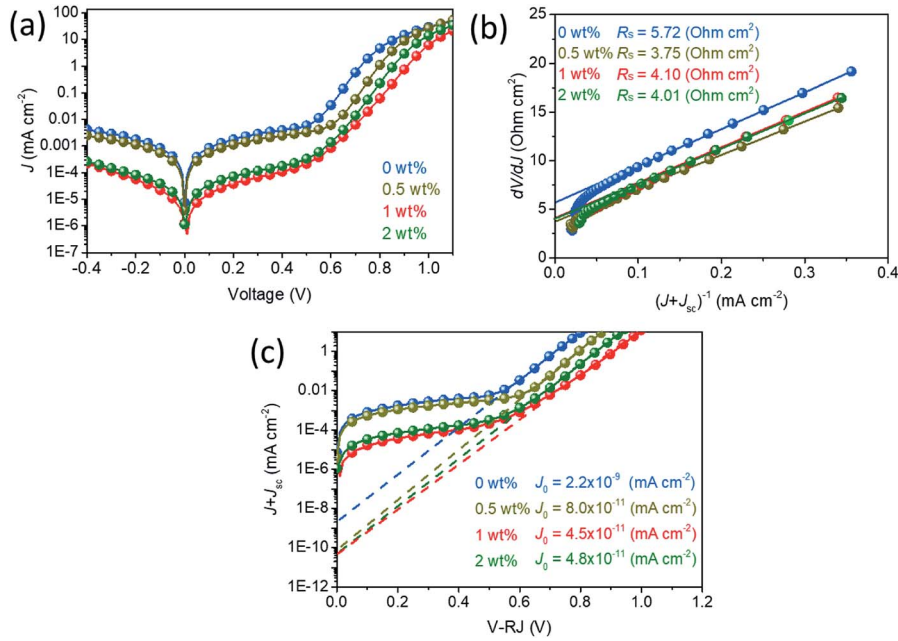 (a)
100
10
1
0.1
0.01
0.001
1E-4
1E-5
1E-6
1E-7
J (mA cm⁻²)
0 wt%
0.5 wt%
1 wt%
2 wt%
-0.4 -0.2 0.0 0.2 0.4 0.6 0.8 1.0
Voltage (V)
(b)
25
20
15
10
5
0
dV/dJ (Ohm cm²)
0 wt% Rs = 5.72 (Ohm cm²)
0.5 wt% Rs = 3.75 (Ohm cm²)
1 wt% Rs = 4.10 (Ohm cm²)
2 wt% Rs = 4.01 (Ohm cm²)
0.0 0.1 0.2 0.3 0.4
(J+Jsc)⁻¹ (mA cm⁻²)
(c)
1
0.01
1E-4
1E-6
1E-8
1E-10
1E-12
J+Jsc (mA cm⁻²)
0 wt% J₀ = 2.2x10⁻⁹ (mA cm⁻²)
0.5 wt% J₀ = 8.0x10⁻¹¹ (mA cm⁻²)
1 wt% J₀ = 4.5x10⁻¹¹ (mA cm⁻²)
2 wt% J₀ = 4.8x10⁻¹¹ (mA cm⁻²)
0.0 0.2 0.4 0.6 0.8 1.0 1.2
V-RJ (V)